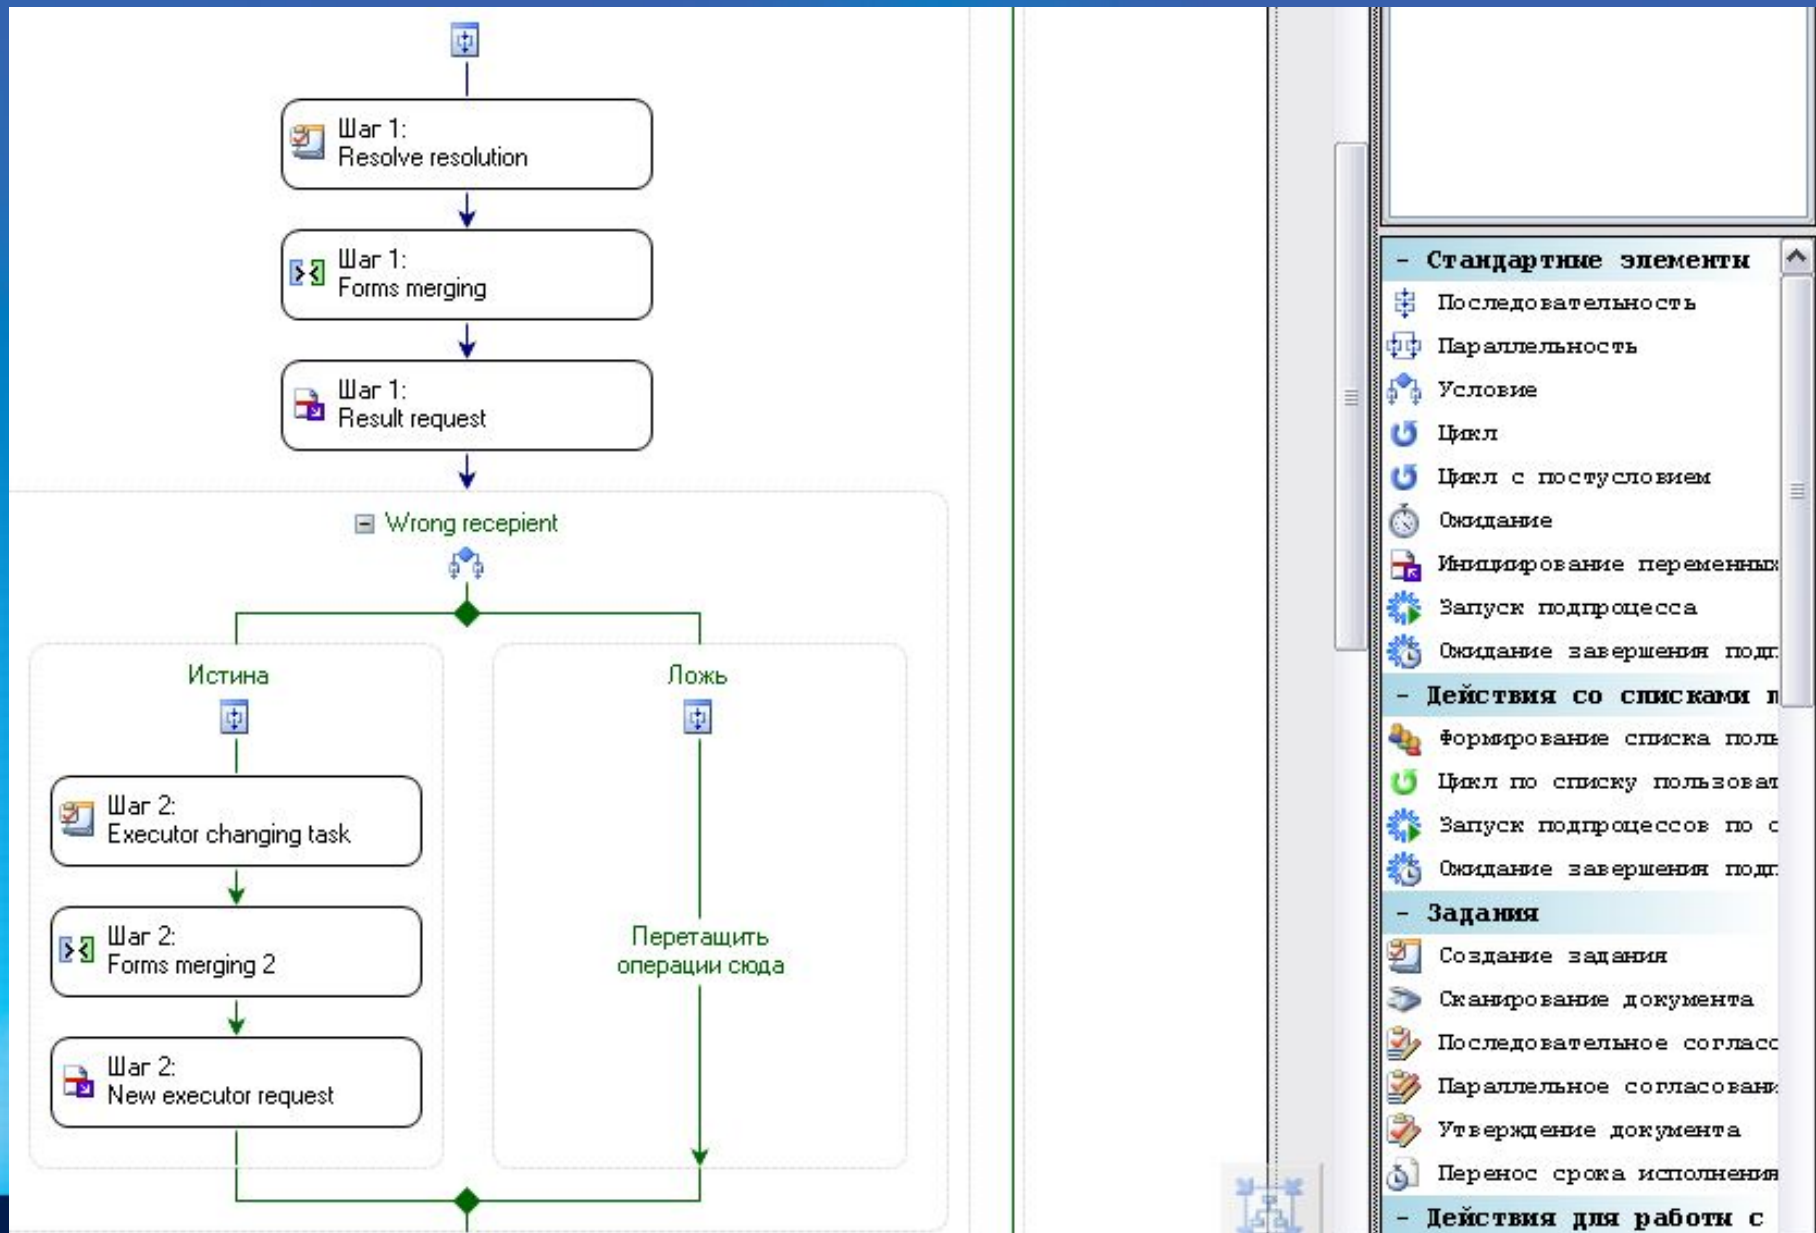 Шаг 1:
Resolve resolution
Шаг 1:
Forms merging
Шаг 1:
Result request
Wrong recepient
Истина
Ложь
Шаг 2:
Executor changing task
Шаг 2:
Forms merging 2
Шаг 2:
New executor request
Перетащить
операции сюда
- Стандартные элементы
Последовательность
Параллельность
Условие
Цикл
Цикл с постусловием
Ожидание
Инициирование переменных
Запуск подпроцесса
Ожидание завершения подп
- Действия со списками п
Формирование списка поль
Цикл по списку пользоват
Запуск подпроцессов по с
Ожидание завершения подп
- Задания
Создание задания
Сканирование документа
Последовательное согласо
Параллельное согласовани
Утверждение документа
Перенос срока исполнения
- Действия для работы с